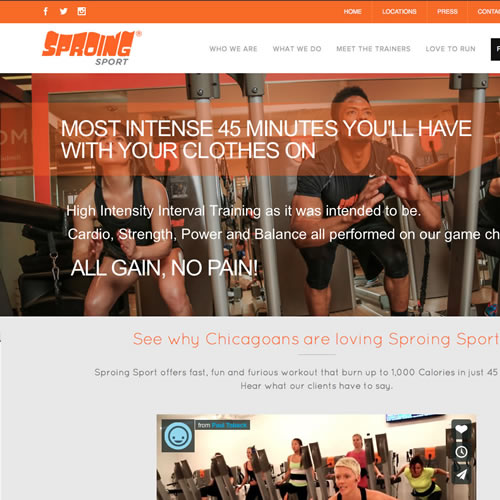 HOME LOCATIONS PRESS CONTAC
SPROING®
SPORT
WHO WE ARE WHAT WE DO MEET THE TRAINERS LOVE TO RUN F
MOST INTENSE 45 MINUTES YOU'LL HAVE
WITH YOUR CLOTHES ON
High Intensity Interval Training as it was intended to be.
Cardio, Strength, Power and Balance all performed on our game ch
ALL GAIN, NO PAIN!
See why Chicagoans are loving Sproing Sport
Sproing Sport offers fast, fun and furious workout that burn up to 1,000 Calories in just 45
Hear what our clients have to say.
from Paul Toback